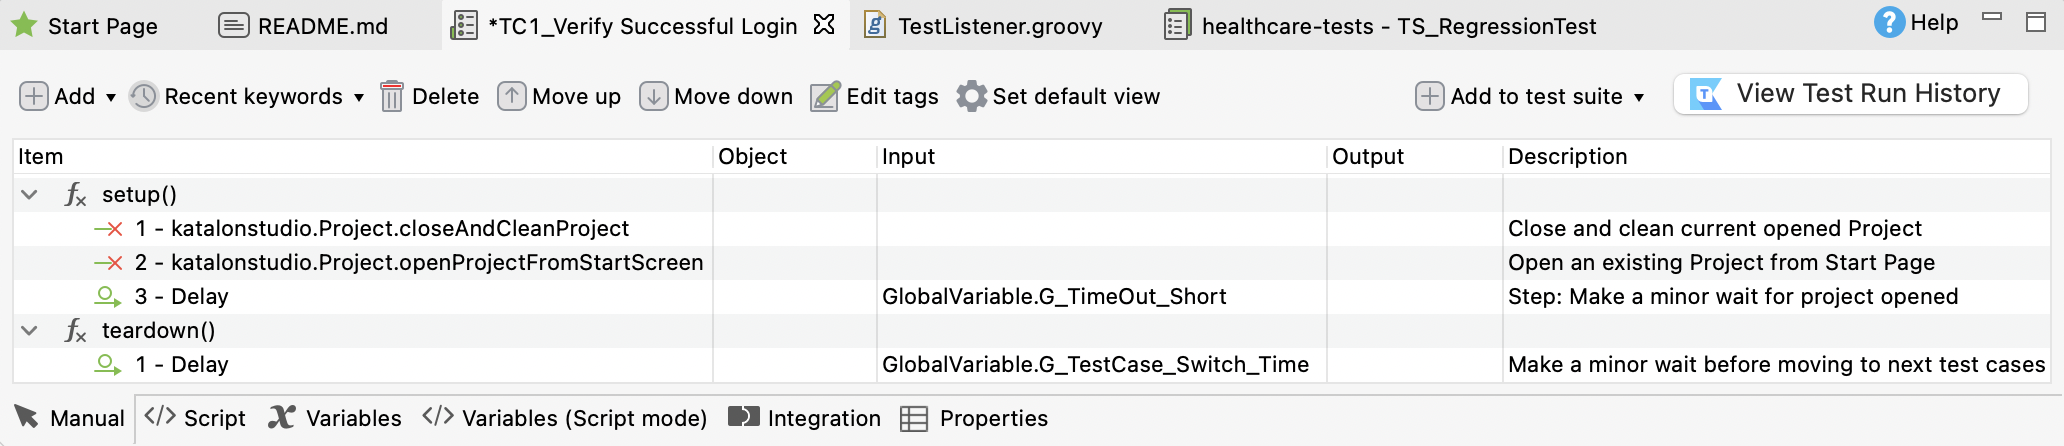 Start Page README.md *TC1_Verify Successful Login TestListener.groovy healthcare-tests - TS_RegressionTest Help
Add Recent keywords Delete Move up Move down Edit tags Set default view Add to test suite View Test Run History
Item Object Input Output Description
setup()
1 - katalonstudio.Project.closeAndCleanProject Close and clean current opened Project
2 - katalonstudio.Project.openProjectFromStartScreen Open an existing Project from Start Page
3 - Delay GlobalVariable.G_TimeOut_Short Step: Make a minor wait for project opened
teardown()
1 - Delay GlobalVariable.G_TestCase_Switch_Time Make a minor wait before moving to next test cases
Manual Script Variables Variables (Script mode) Integration Properties